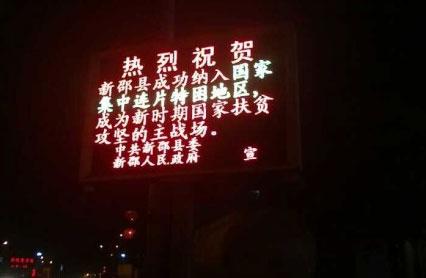 热烈祝贺
新邵县成功纳入国家
集中连片特困地区，
成为新时期国家扶贫
攻坚的主战场。
中共新邵县委
新邵人民政府
宣